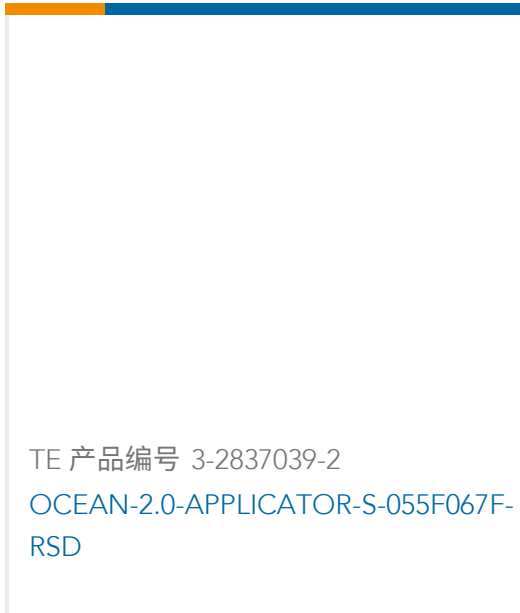 TE 产品编号 3-2837039-2
OCEAN-2.0-APPLICATOR-S-055F067F-
RSD